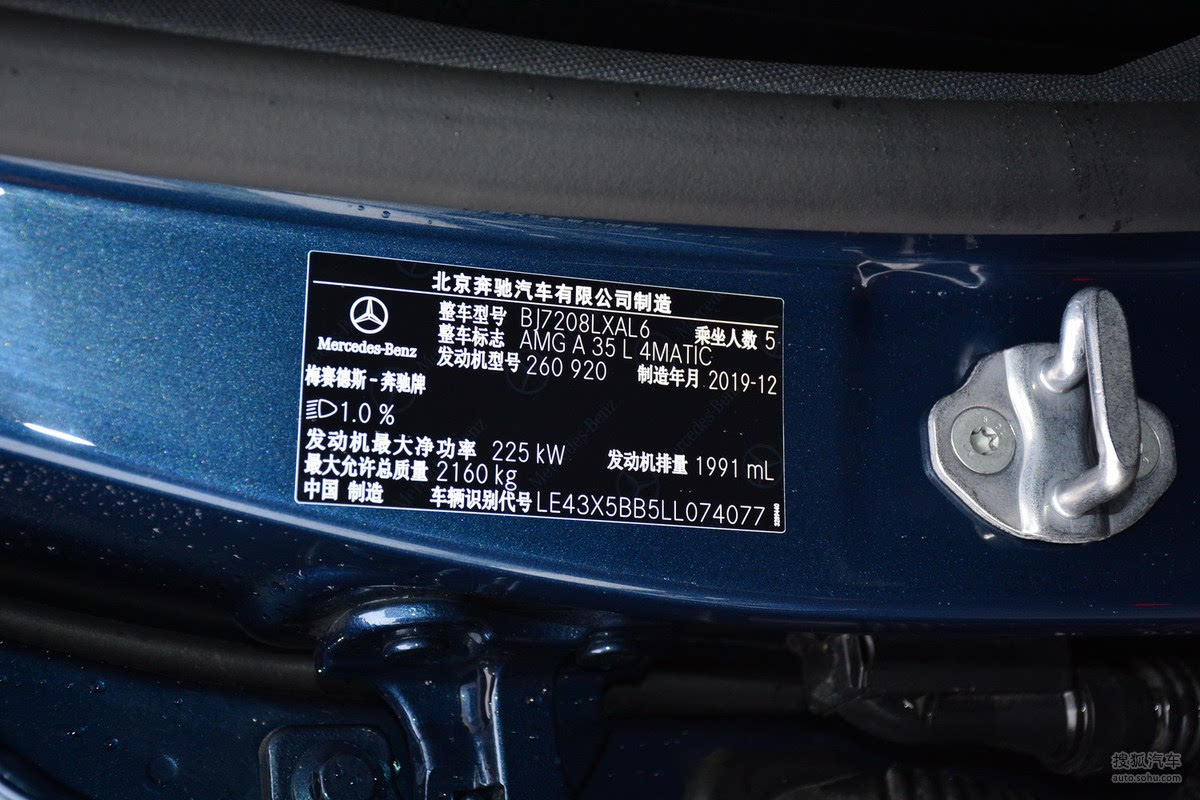 北京奔驰汽车有限公司制造
Mercedes-Benz
整车型号 BJ7208LXAL6 乘坐人数 5
整车标志 AMG A 35 L 4MATIC
发动机型号 260 920 制造年月 2019-12
梅赛德斯-奔驰牌
1.0 %
发动机最大净功率 225 kW 发动机排量 1991 mL
最大允许总质量 2160 kg
中国 制造 车辆识别代号 LE43X5BB5LL074077
搜狐汽车
auto.sohu.com